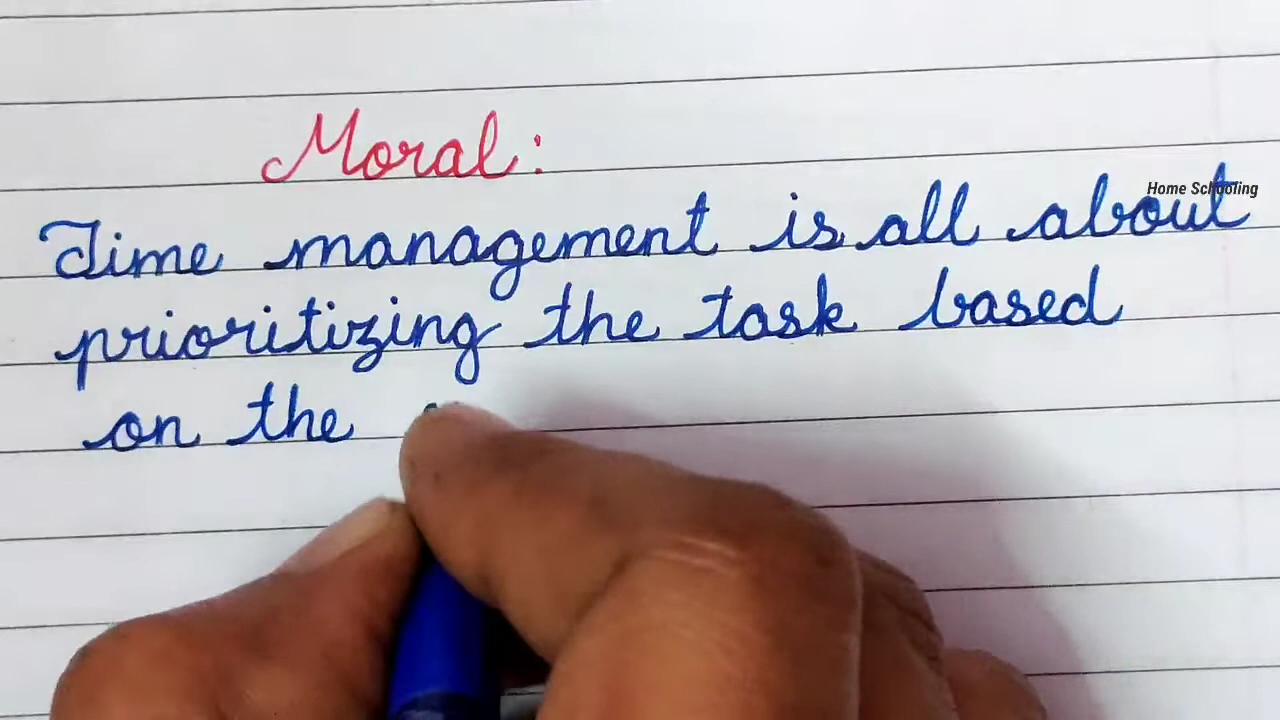 Moral:
Home Schooling
Time management is all about
prioritizing the task based
on the